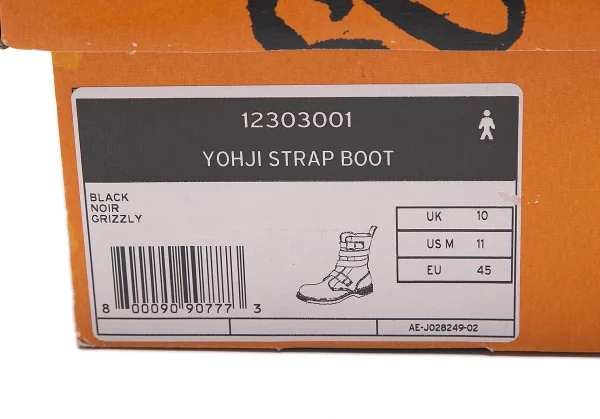 12303001
YOHJI STRAP BOOT
BLACK
NOIR
GRIZZLY
UK 10
US M 11
EU 45
8 00090 90777 3
AE-J028249-02